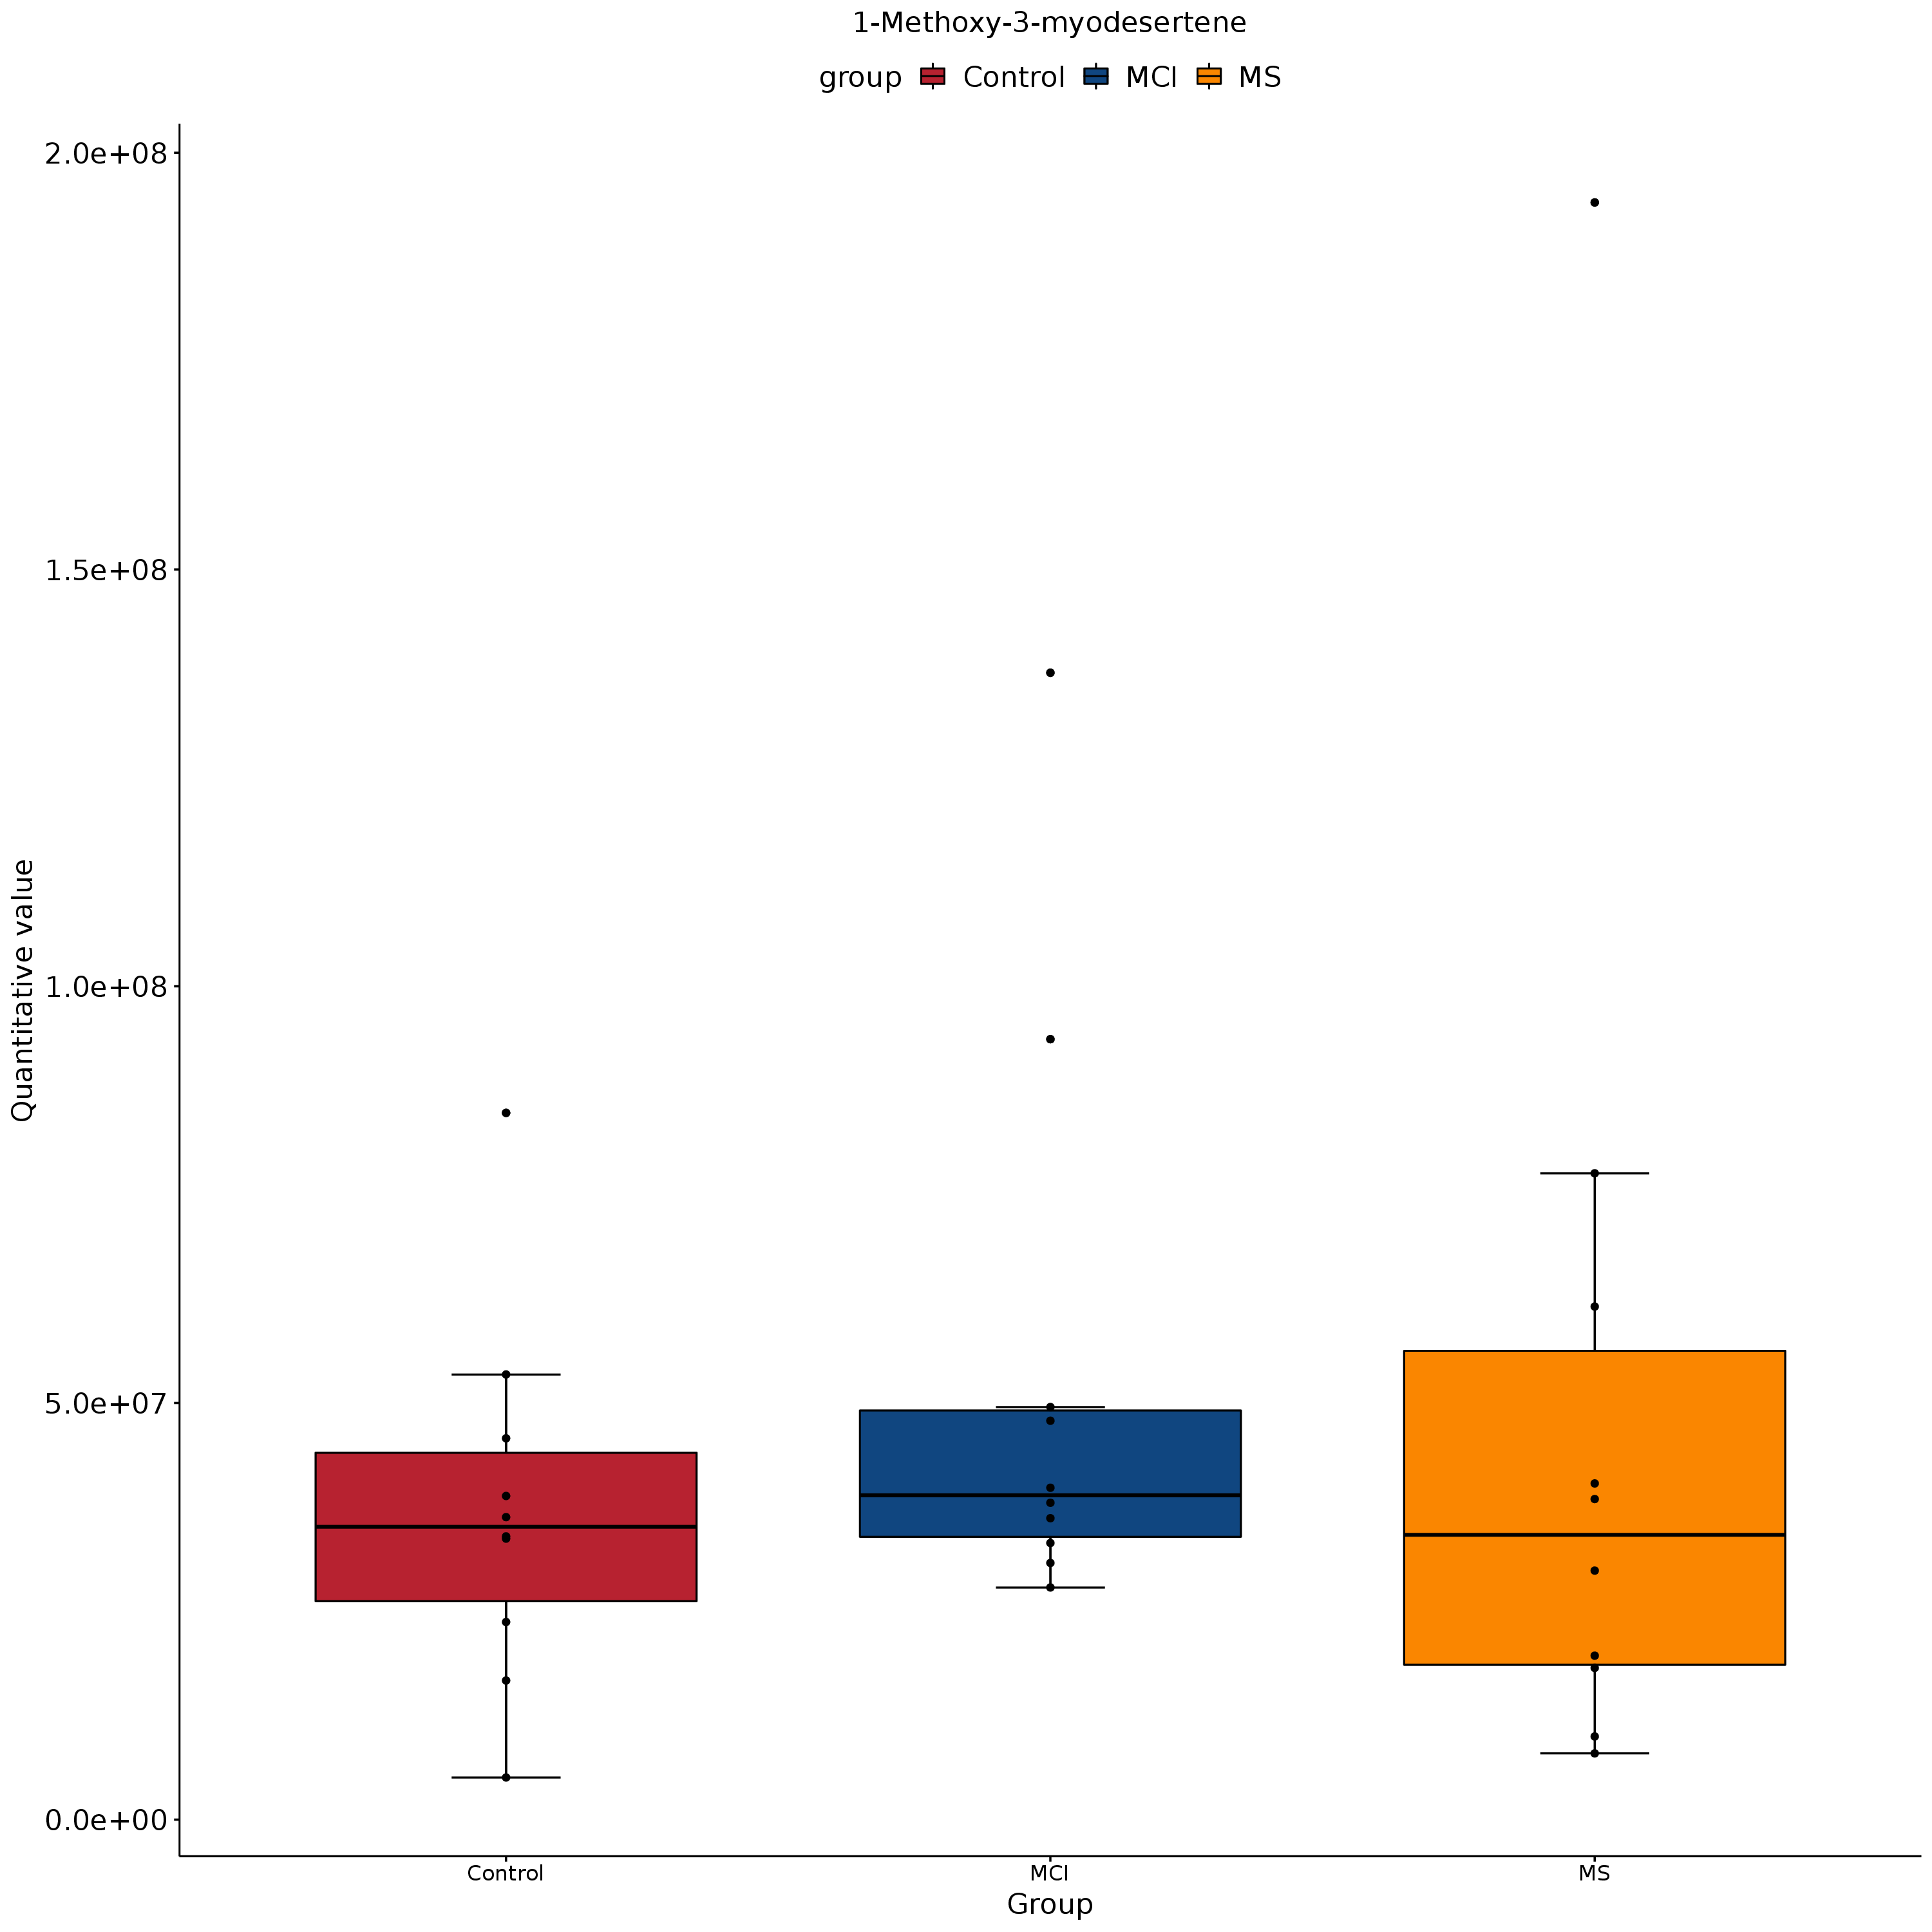 1-Methoxy-3-myodesertene
group Control MCI MS
2.0e+08
1.5e+08
1.0e+08
5.0e+07
0.0e+00
Quantitative value
Control MCI MS
Group